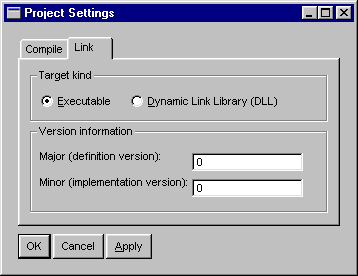 Project Settings
Compile Link
Target kind
Executable Dynamic Link Library (DLL)
Version information
Major (definition version): 0
Minor (implementation version): 0
OK Cancel Apply